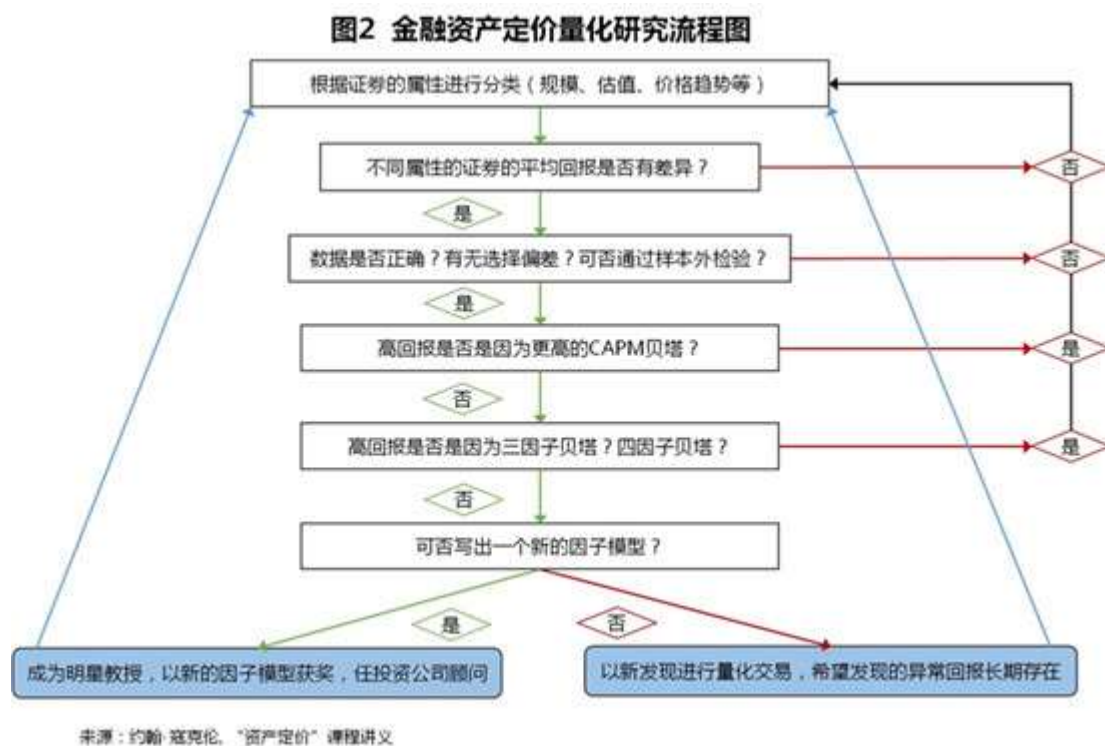 图2 金融资产定价量化研究流程图
根据证券的属性进行分类（规模、估值、价格趋势等）
不同属性的证券的平均回报是否有差异？
否
是
数据是否正确？有无选择偏差？可否通过样本外检验？
否
是
高回报是否是因为更高的CAPM贝塔？
是
否
高回报是否是因为三因子贝塔？四因子贝塔？
是
否
可否写出一个新的因子模型？
是
否
成为明星教授，以新的因子模型获奖，任投资公司顾问
以新发现进行量化交易，希望发现的异常回报长期存在
来源：约翰·寇克伦，“资产定价”课程讲义